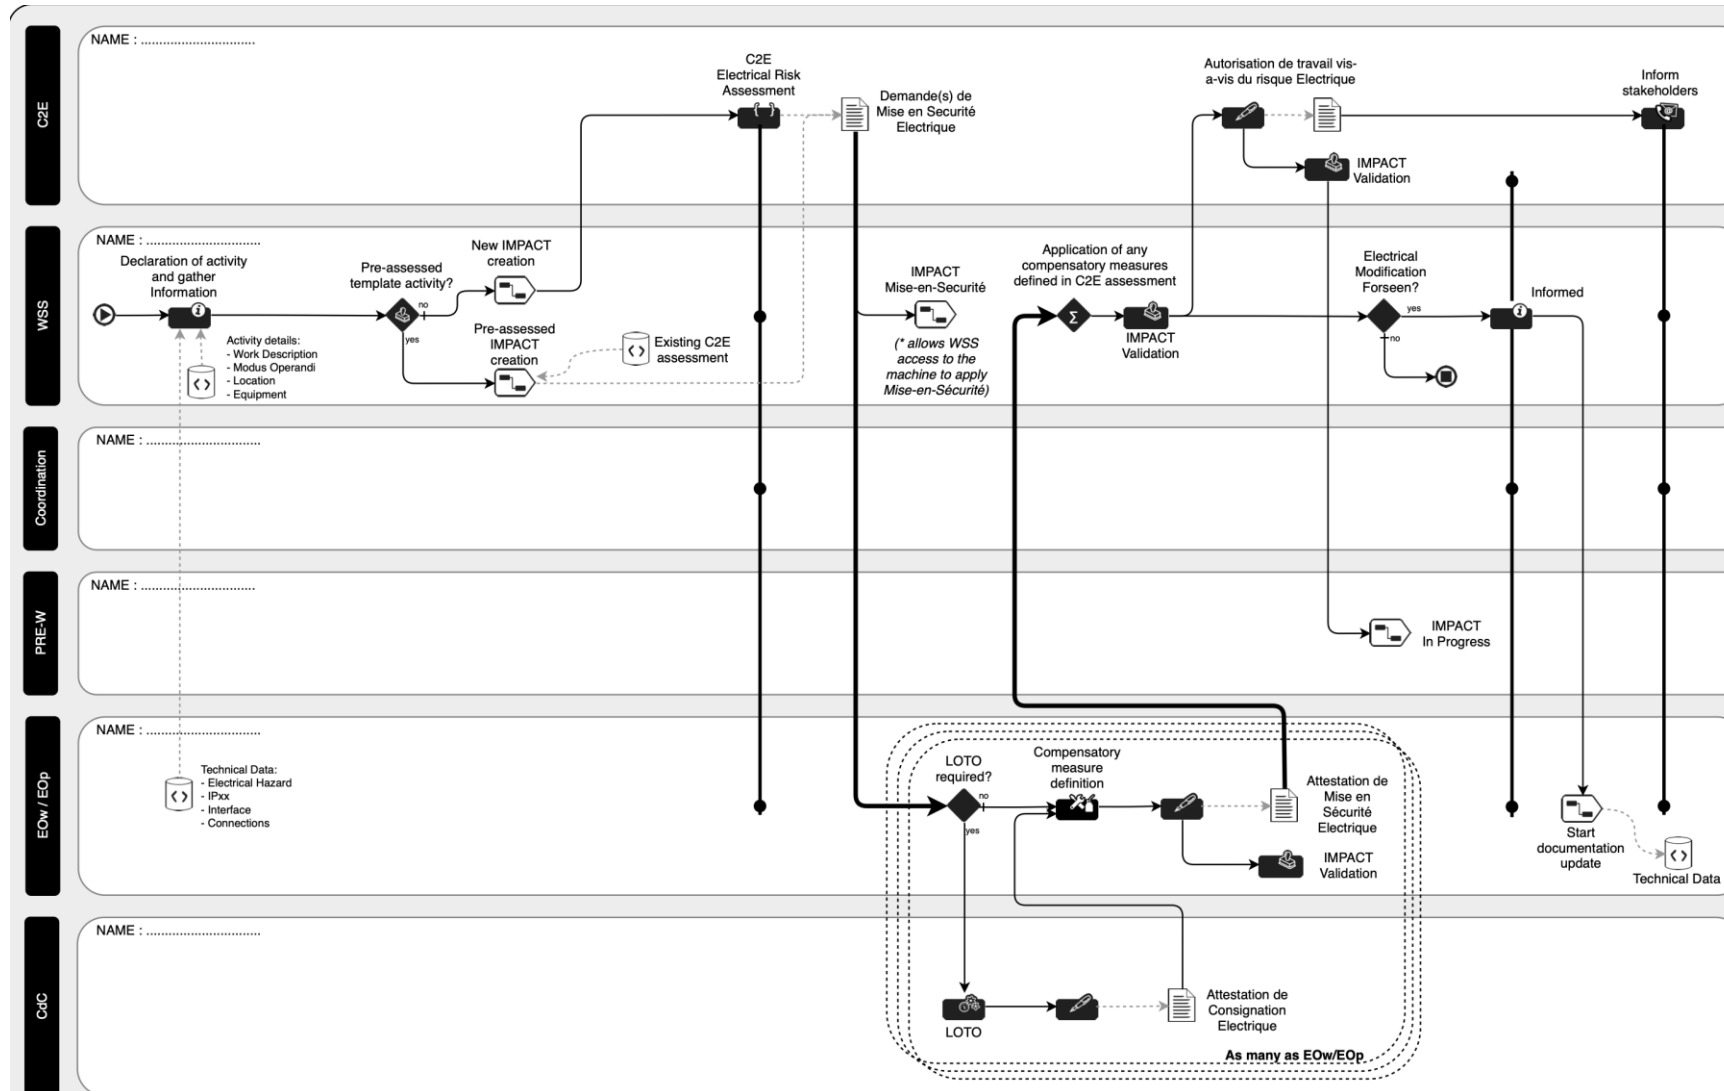 C2E
NAME : ..............................
C2E
Electrical Risk
Assessment
Demande(s) de
Mise en Securité
Electrique
Autorisation de travail vis-
a-vis du risque Electrique
IMPACT
Validation
Inform
stakeholders
WSS
NAME : ..............................
Declaration of activity
and gather
Information
Activity details:
- Work Description
- Modus Operandi
- Location
- Equipment
Pre-assessed
template activity?
no
yes
New IMPACT
creation
Pre-assessed
IMPACT
creation
Existing C2E
assessment
IMPACT
Mise-en-Securité
(* allows WSS
access to the
machine to apply
Mise-en-Sécurité)
Application of any
compensatory measures
defined in C2E assessment
Σ
IMPACT
Validation
Electrical
Modification
Forseen?
yes
no
Informed
Coordination
NAME : ..............................
PRE-W
NAME : ..............................
IMPACT
In Progress
EOw / EOp
NAME : ..............................
Technical Data:
- Electrical Hazard
- IPxx
- Interface
- Connections
LOTO
required?
no
yes
Compensatory
measure
definition
Attestation de
Mise en
Sécurité
Electrique
IMPACT
Validation
Start
documentation
update
Technical Data
CdC
NAME : ..............................
LOTO
Attestation de
Consignation
Electrique
As many as EOw/EOp